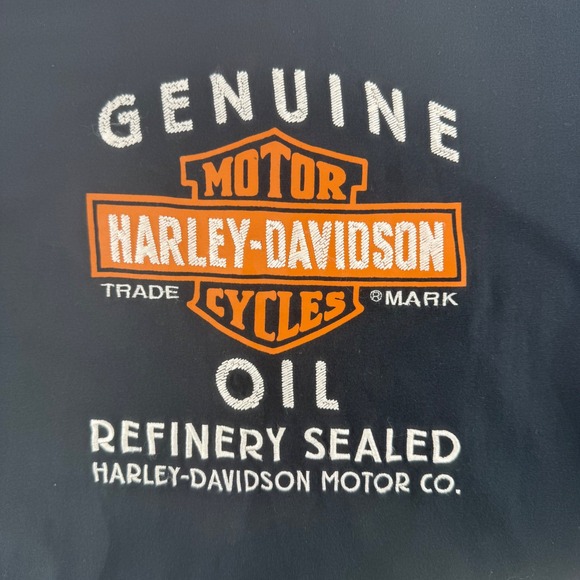 GENUINE
MOTOR
HARLEY-DAVIDSON
TRADE ® MARK
CYCLES
OIL
REFINERY SEALED
HARLEY-DAVIDSON MOTOR CO.